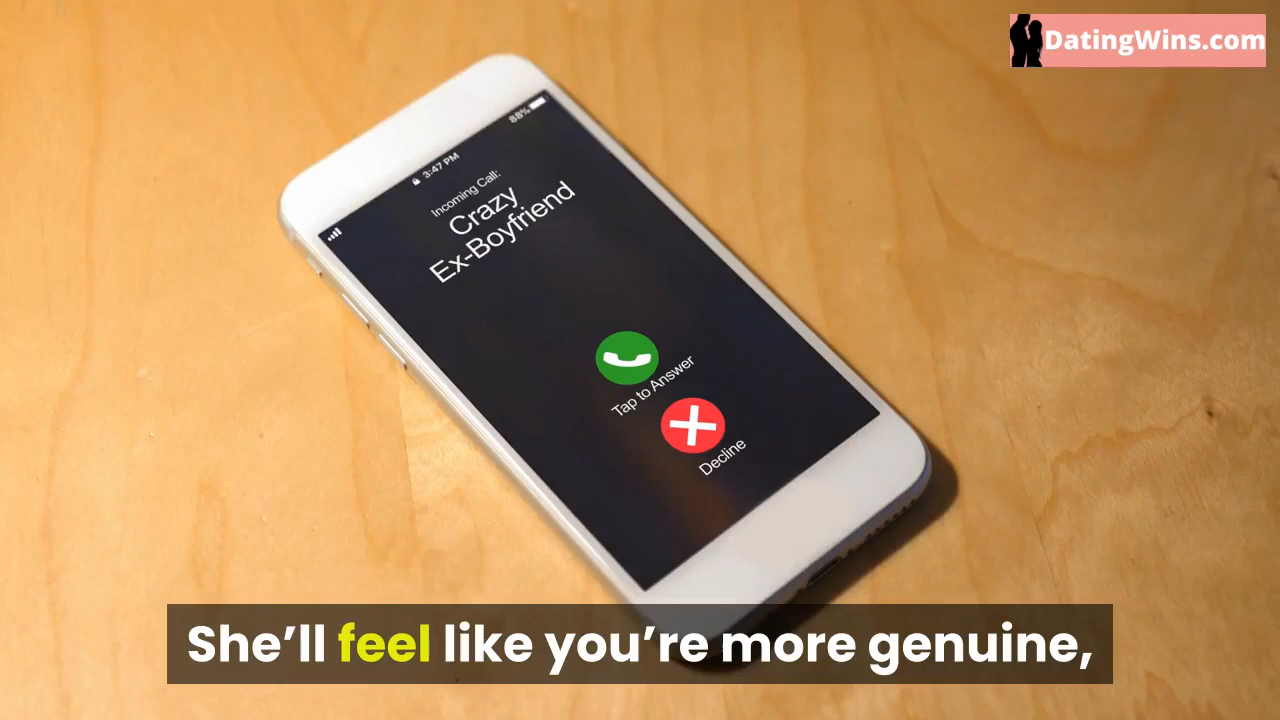 DatingWins.com
88%
3:47 PM
Incoming Call:
Crazy
Ex-Boyfriend
Tap to Answer
Decline
She’ll feel like you’re more genuine,